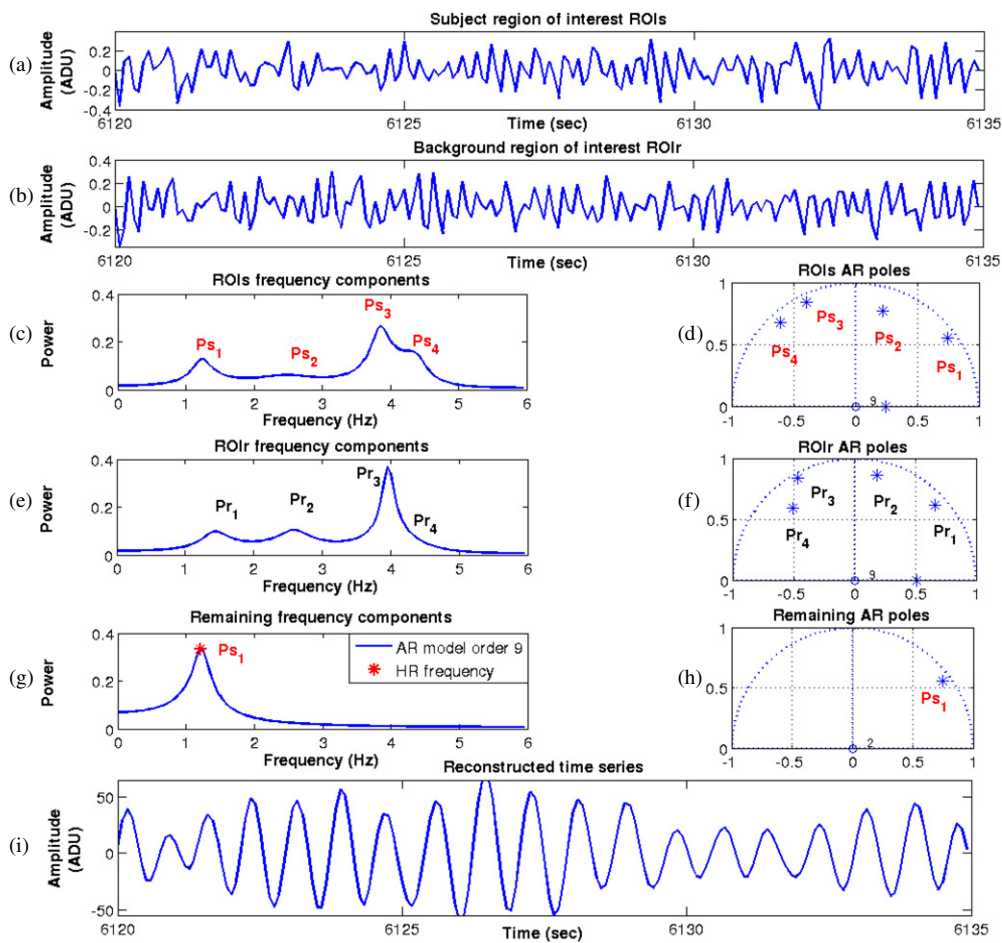 Subject region of interest ROIs
(a)
Amplitude (ADU)
0.2
0
-0.2
-0.4
6120 6125 6130 6135
Time (sec)
Background region of interest ROIr
(b)
Amplitude (ADU)
0.4
0.2
0
-0.2
6120 6125 6130 6135
Time (sec)
ROIs frequency components
(c)
Power
0.4
0.2
0
Ps1 Ps2 Ps3 Ps4
0 1 2 3 4 5 6
Frequency (Hz)
ROIs AR poles
(d)
1
0.5
0
Ps4 Ps3 Ps2 Ps1
9
-1 -0.5 0 0.5 1
ROIr frequency components
(e)
Power
0.4
0.2
0
Pr1 Pr2 Pr3 Pr4
0 1 2 3 4 5 6
Frequency (Hz)
ROIr AR poles
(f)
1
0.5
0
Pr3 Pr2
Pr4 Pr1
9
-1 -0.5 0 0.5 1
Remaining frequency components
(g)
Power
0.4
0.2
0
Ps1
AR model order 9
HR frequency
0 1 2 3 4 5 6
Frequency (Hz)
Remaining AR poles
(h)
1
0.5
0
Ps1
2
-1 -0.5 0 0.5 1
Reconstructed time series
(i)
Amplitude (ADU)
50
0
-50
6120 6125 6130 6135
Time (sec)